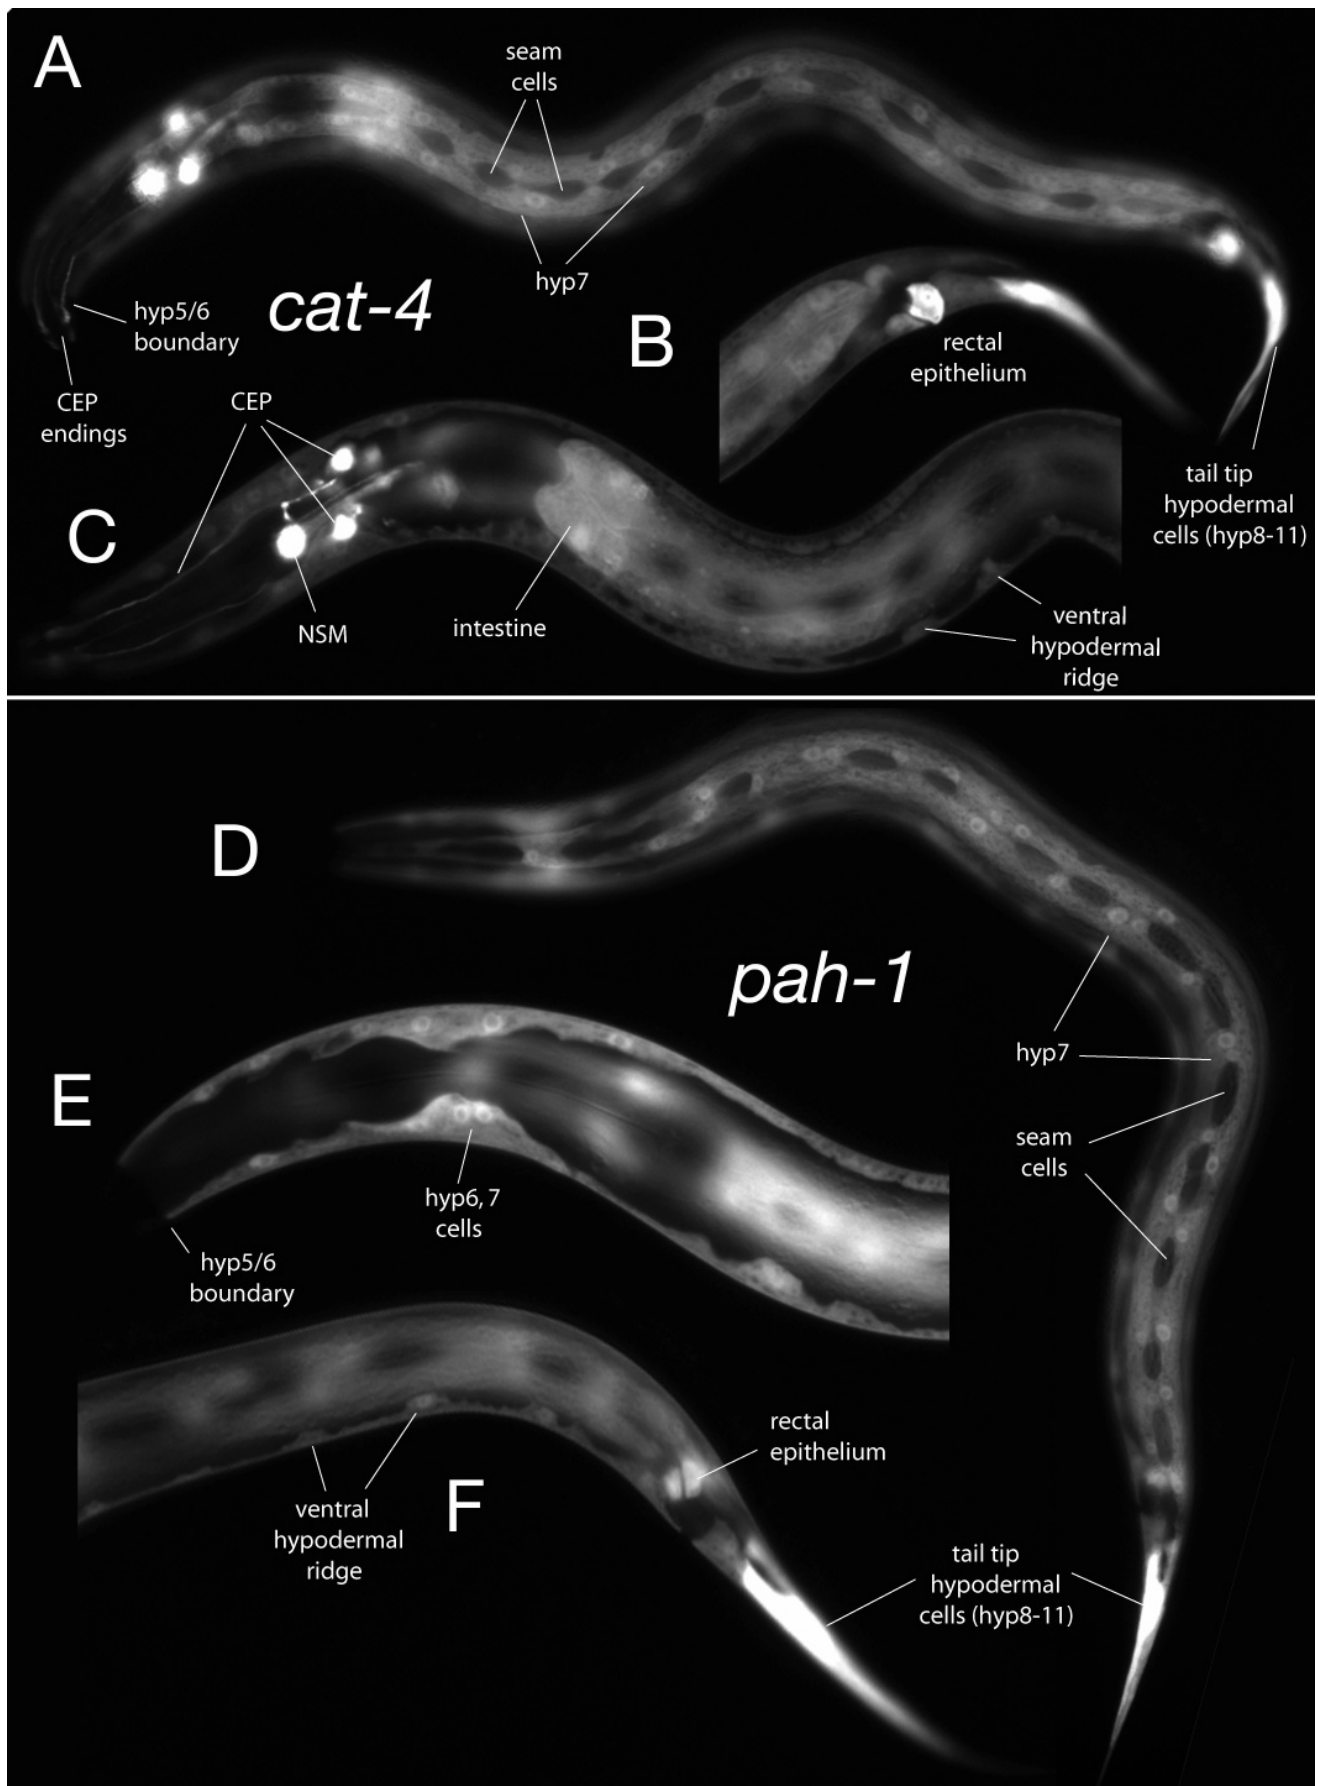 A
seam
cells
hyp7
cat-4
hyp5/6
boundary
CEP
endings
B
rectal
epithelium
tail tip
hypodermal
cells (hyp8-11)
CEP
C
NSM
intestine
ventral
hypodermal
ridge
D
pah-1
hyp7
seam
cells
E
hyp6, 7
cells
hyp5/6
boundary
F
rectal
epithelium
ventral
hypodermal
ridge
tail tip
hypodermal
cells (hyp8-11)